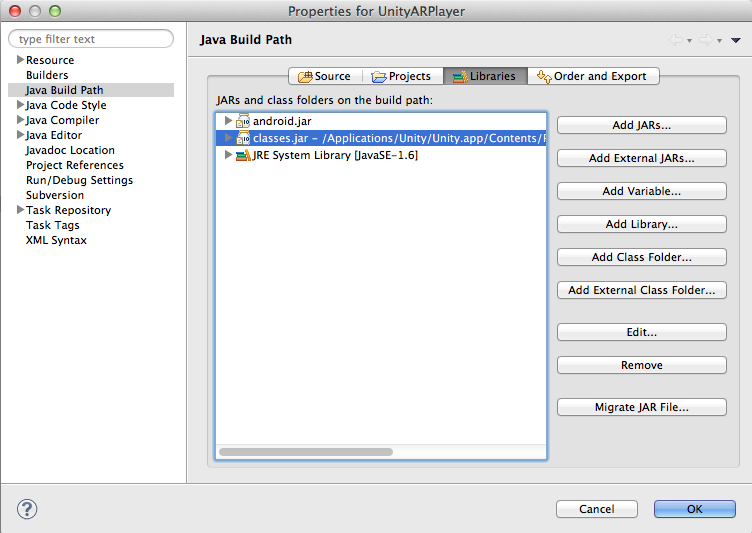 Properties for UnityARPlayer
type filter text
Resource
Builders
Java Build Path
Java Code Style
Java Compiler
Java Editor
Javadoc Location
Project References
Run/Debug Settings
Subversion
Task Repository
Task Tags
XML Syntax
Java Build Path
Source Projects Libraries Order and Export
JARs and class folders on the build path:
android.jar
classes.jar – /Applications/Unity/Unity.app/Contents/
JRE System Library [JavaSE-1.6]
Add JARs...
Add External JARs...
Add Variable...
Add Library...
Add Class Folder...
Add External Class Folder...
Edit...
Remove
Migrate JAR File...
?
Cancel
OK